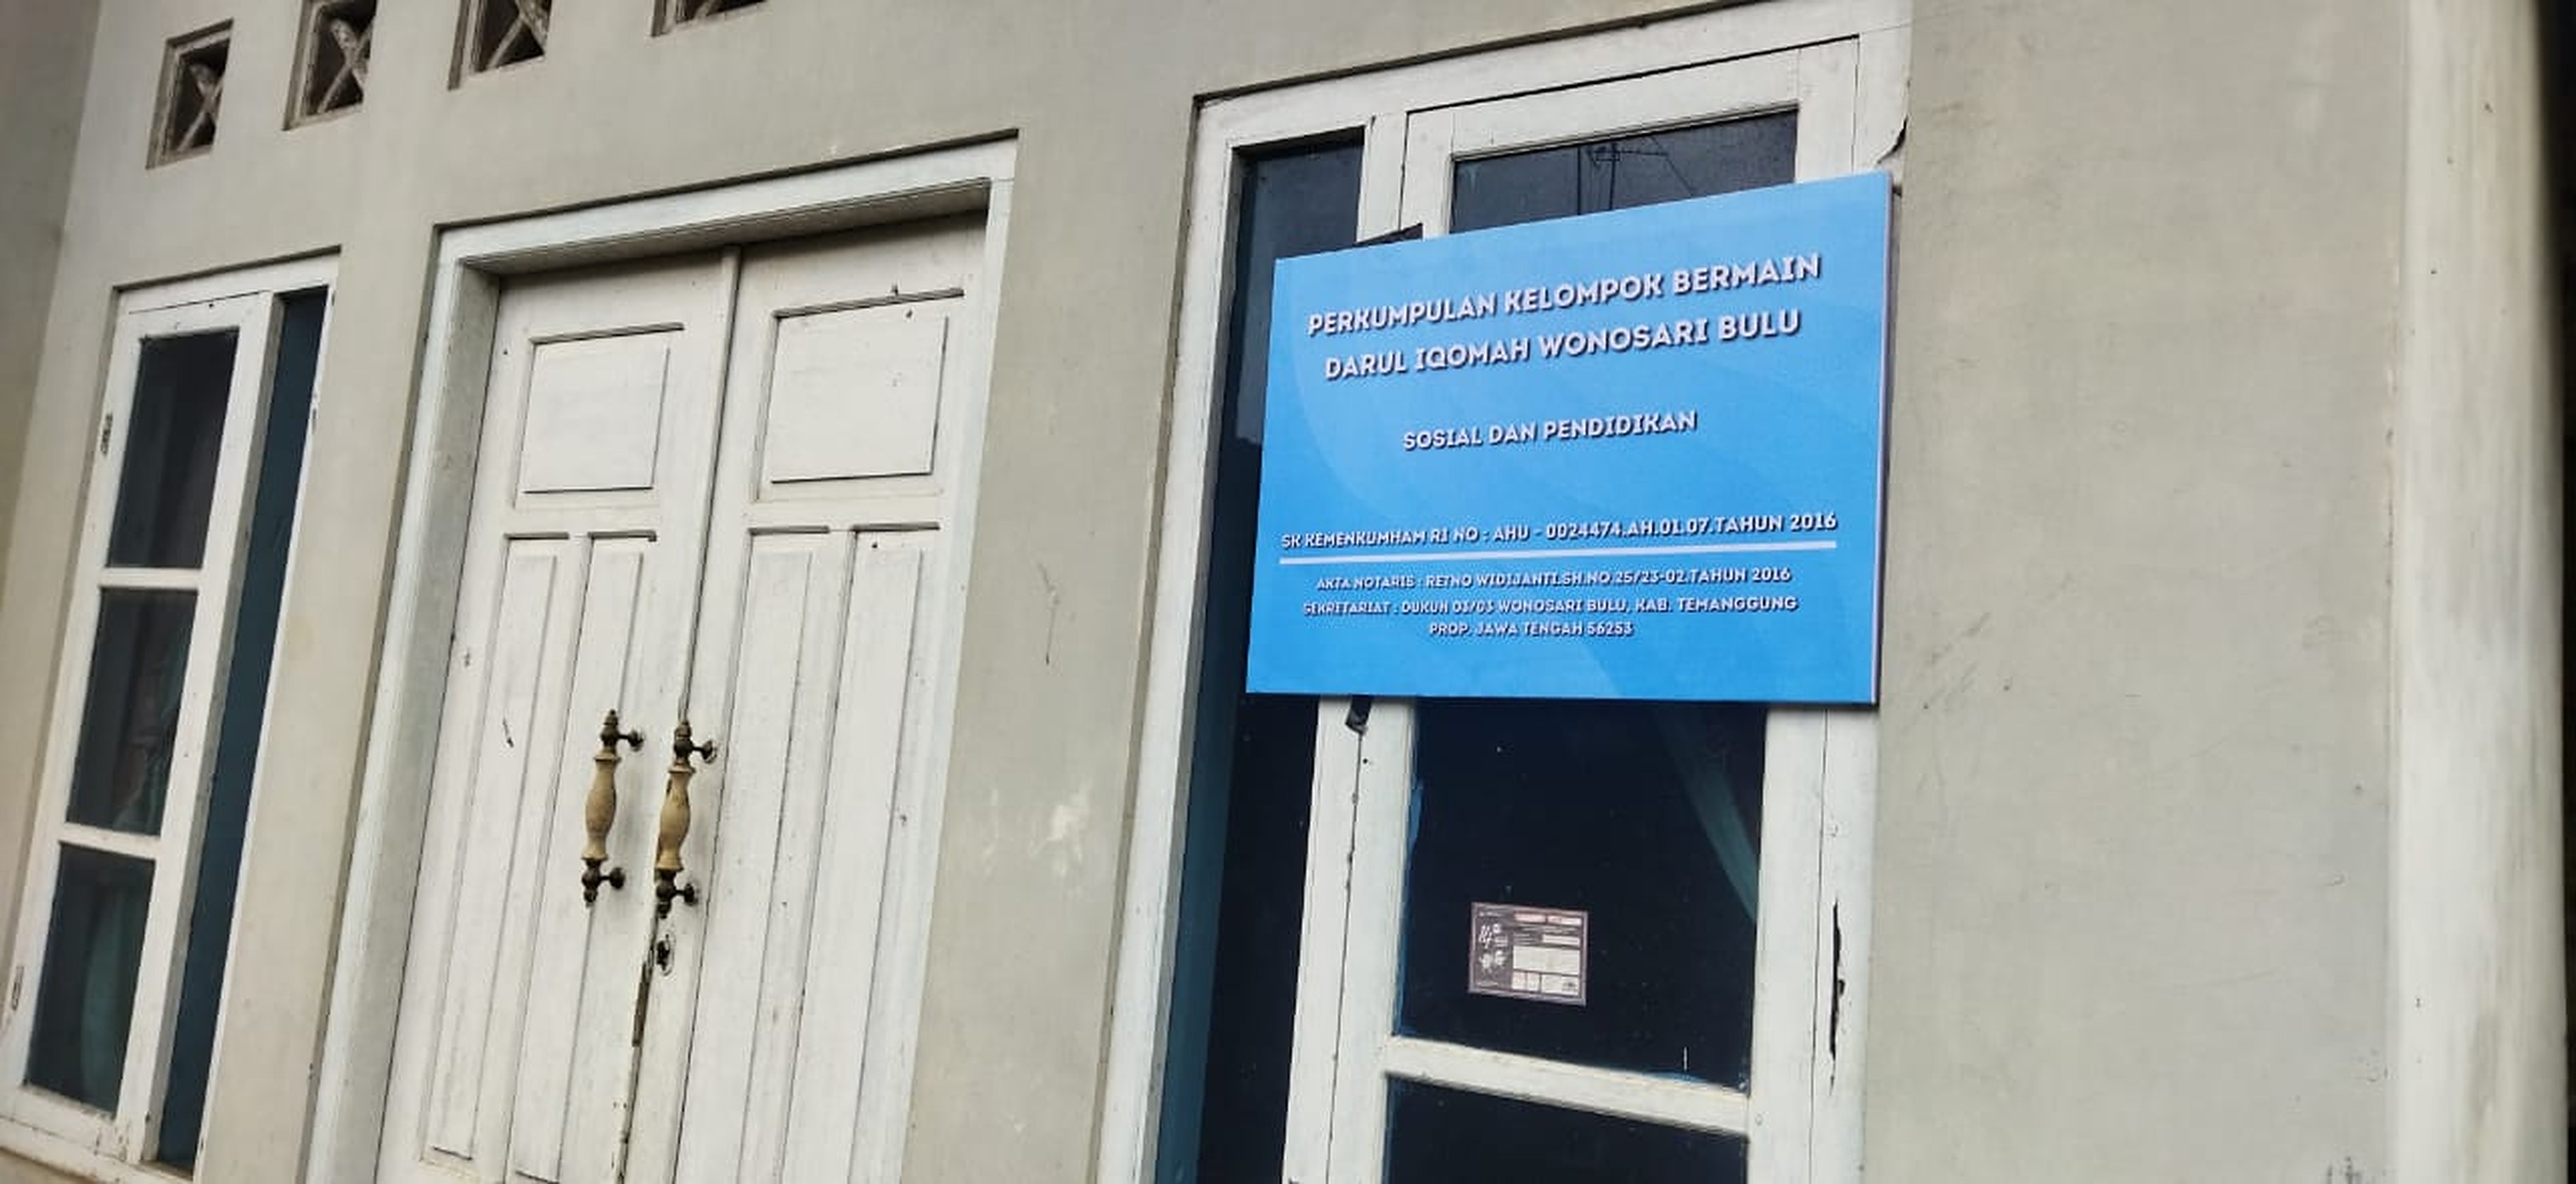 PERKUMPULAN KELOMPOK BERMAIN
DARUL IQOMAH WONOSARI BULU
SOSIAL DAN PENDIDIKAN
SK KEMENKUMHAM RI NO : AHU - 0024474.AH.01.07.TAHUN 2016
AKTA NOTARIS : RETNO WIDIJANTI.SH.NO.25/23-02.TAHUN 2016
SEKRETARIAT : DUKUH 03/03 WONOSARI BULU, KAB. TEMANGGUNG
PROP. JAWA TENGAH 56253